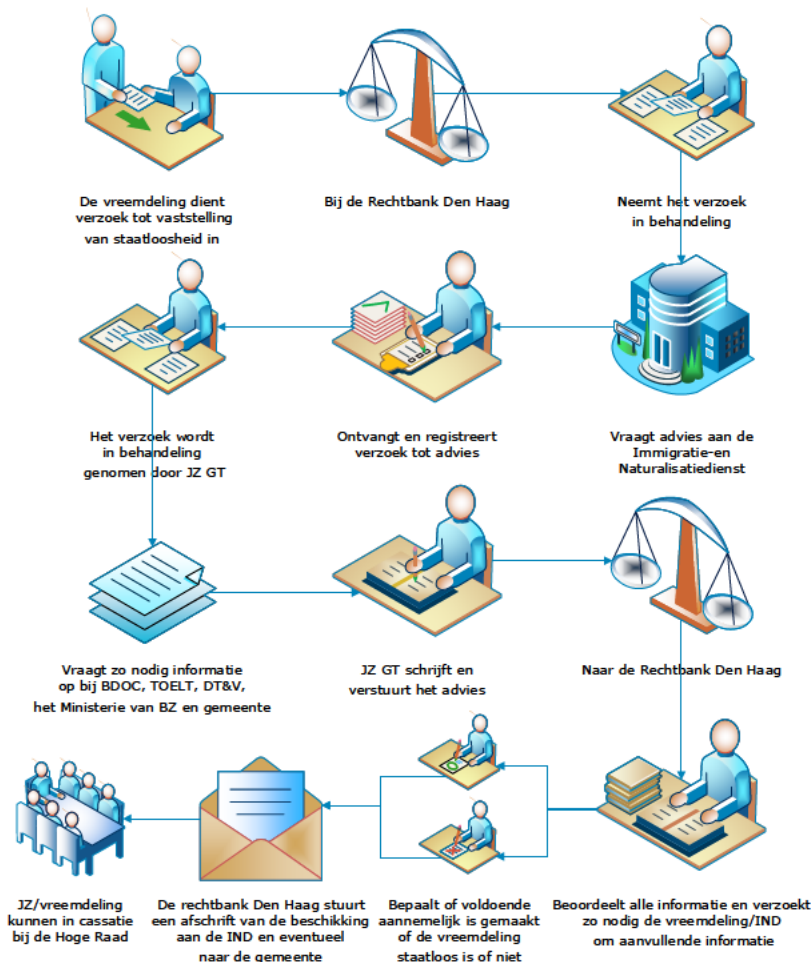 De vreemdeling dient
verzoek tot vaststelling
van staatloosheid in
Bij de Rechtbank Den Haag
Neemt het verzoek
in behandeling
Het verzoek wordt
in behandeling
genomen door JZ GT
Ontvangt en registreert
verzoek tot advies
Vraagt advies aan de
Immigratie-en
Naturalisatiedienst
Vraagt zo nodig informatie
op bij BDOC, TOELT, DT&V,
het Ministerie van BZ en gemeente
JZ GT schrijft en
verstuurt het advies
Naar de Rechtbank Den Haag
JZ/vreemdeling
kunnen in cassatie
bij de Hoge Raad
De rechtbank Den Haag stuurt
een afschrift van de beschikking
aan de IND en eventueel
naar de gemeente
Bepaalt of voldoende
aannemelijk is gemaakt
of de vreemdeling
staatloos is of niet
Beoordeelt alle informatie en verzoekt
zo nodig de vreemdeling/IND
om aanvullende informatie